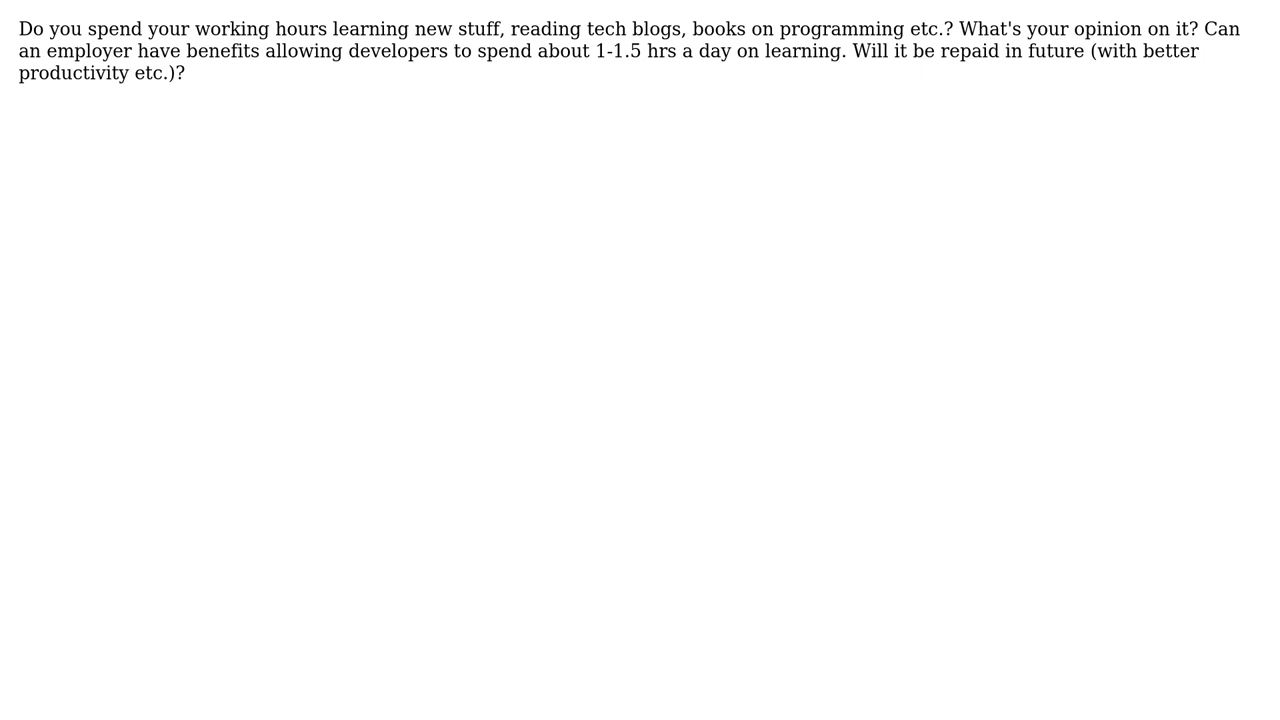 Do you spend your working hours learning new stuff, reading tech blogs, books on programming etc.? What's your opinion on it? Can
an employer have benefits allowing developers to spend about 1-1.5 hrs a day on learning. Will it be repaid in future (with better
productivity etc.)?